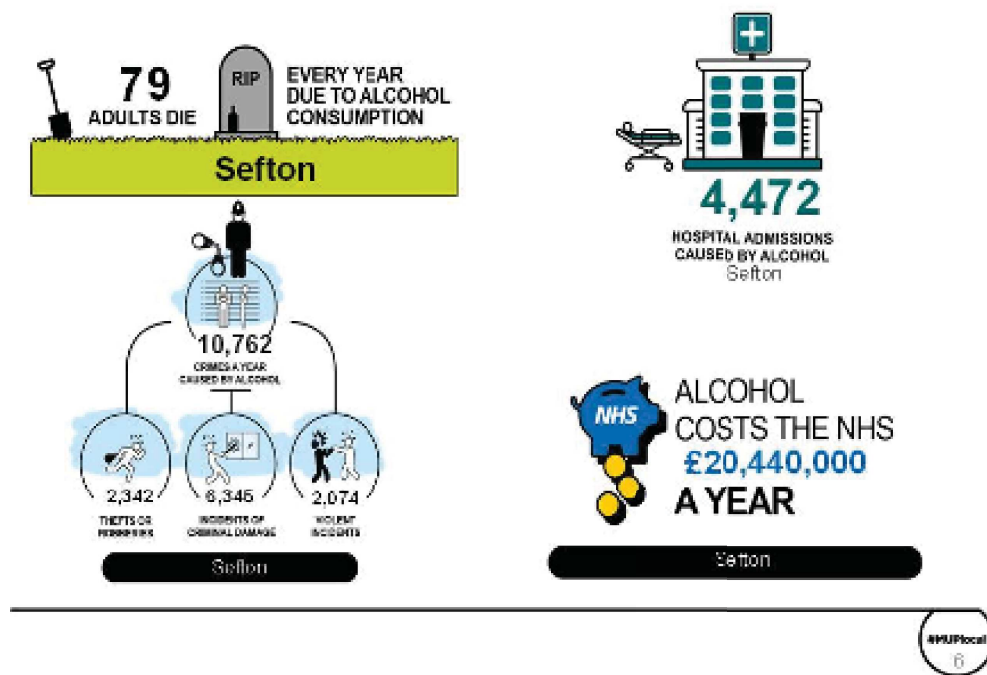 79
ADULTS DIE
RIP
EVERY YEAR
DUE TO ALCOHOL
CONSUMPTION
Sefton
10,762
CRIMES A YEAR
CAUSED BY ALCOHOL
2,342
THEFTS OR
ROBBERIES
6,345
INCIDENTS OF
CRIMINAL DAMAGE
2,074
VIOLENT
INCIDENTS
Sefton
4,472
HOSPITAL ADMISSIONS
CAUSED BY ALCOHOL
Sefton
NHS
ALCOHOL
COSTS THE NHS
£20,440,000
A YEAR
Sefton
#MUPlocal
6